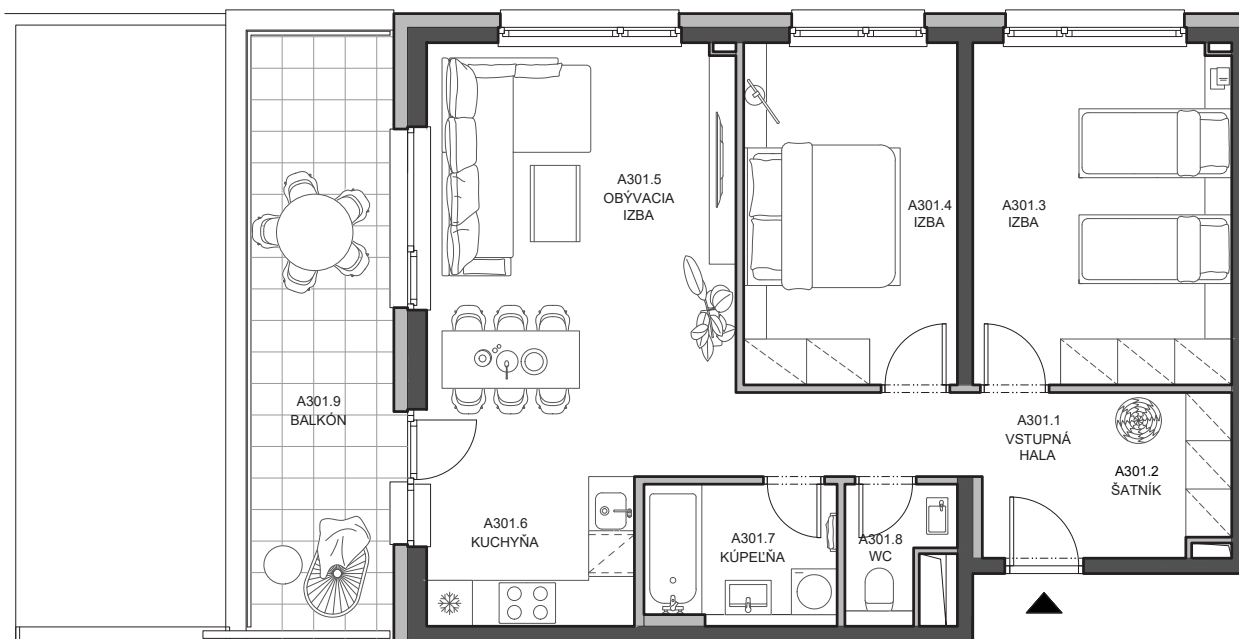 A301.5
OBÝVACIA
IZBA
A301.4
IZBA
A301.3
IZBA
A301.9
BALKÓN
A301.1
VSTUPNÁ
HALA
A301.2
ŠATNÍK
A301.6
KUCHYŇA
A301.7
KÚPEĽŇA
A301.8
WC